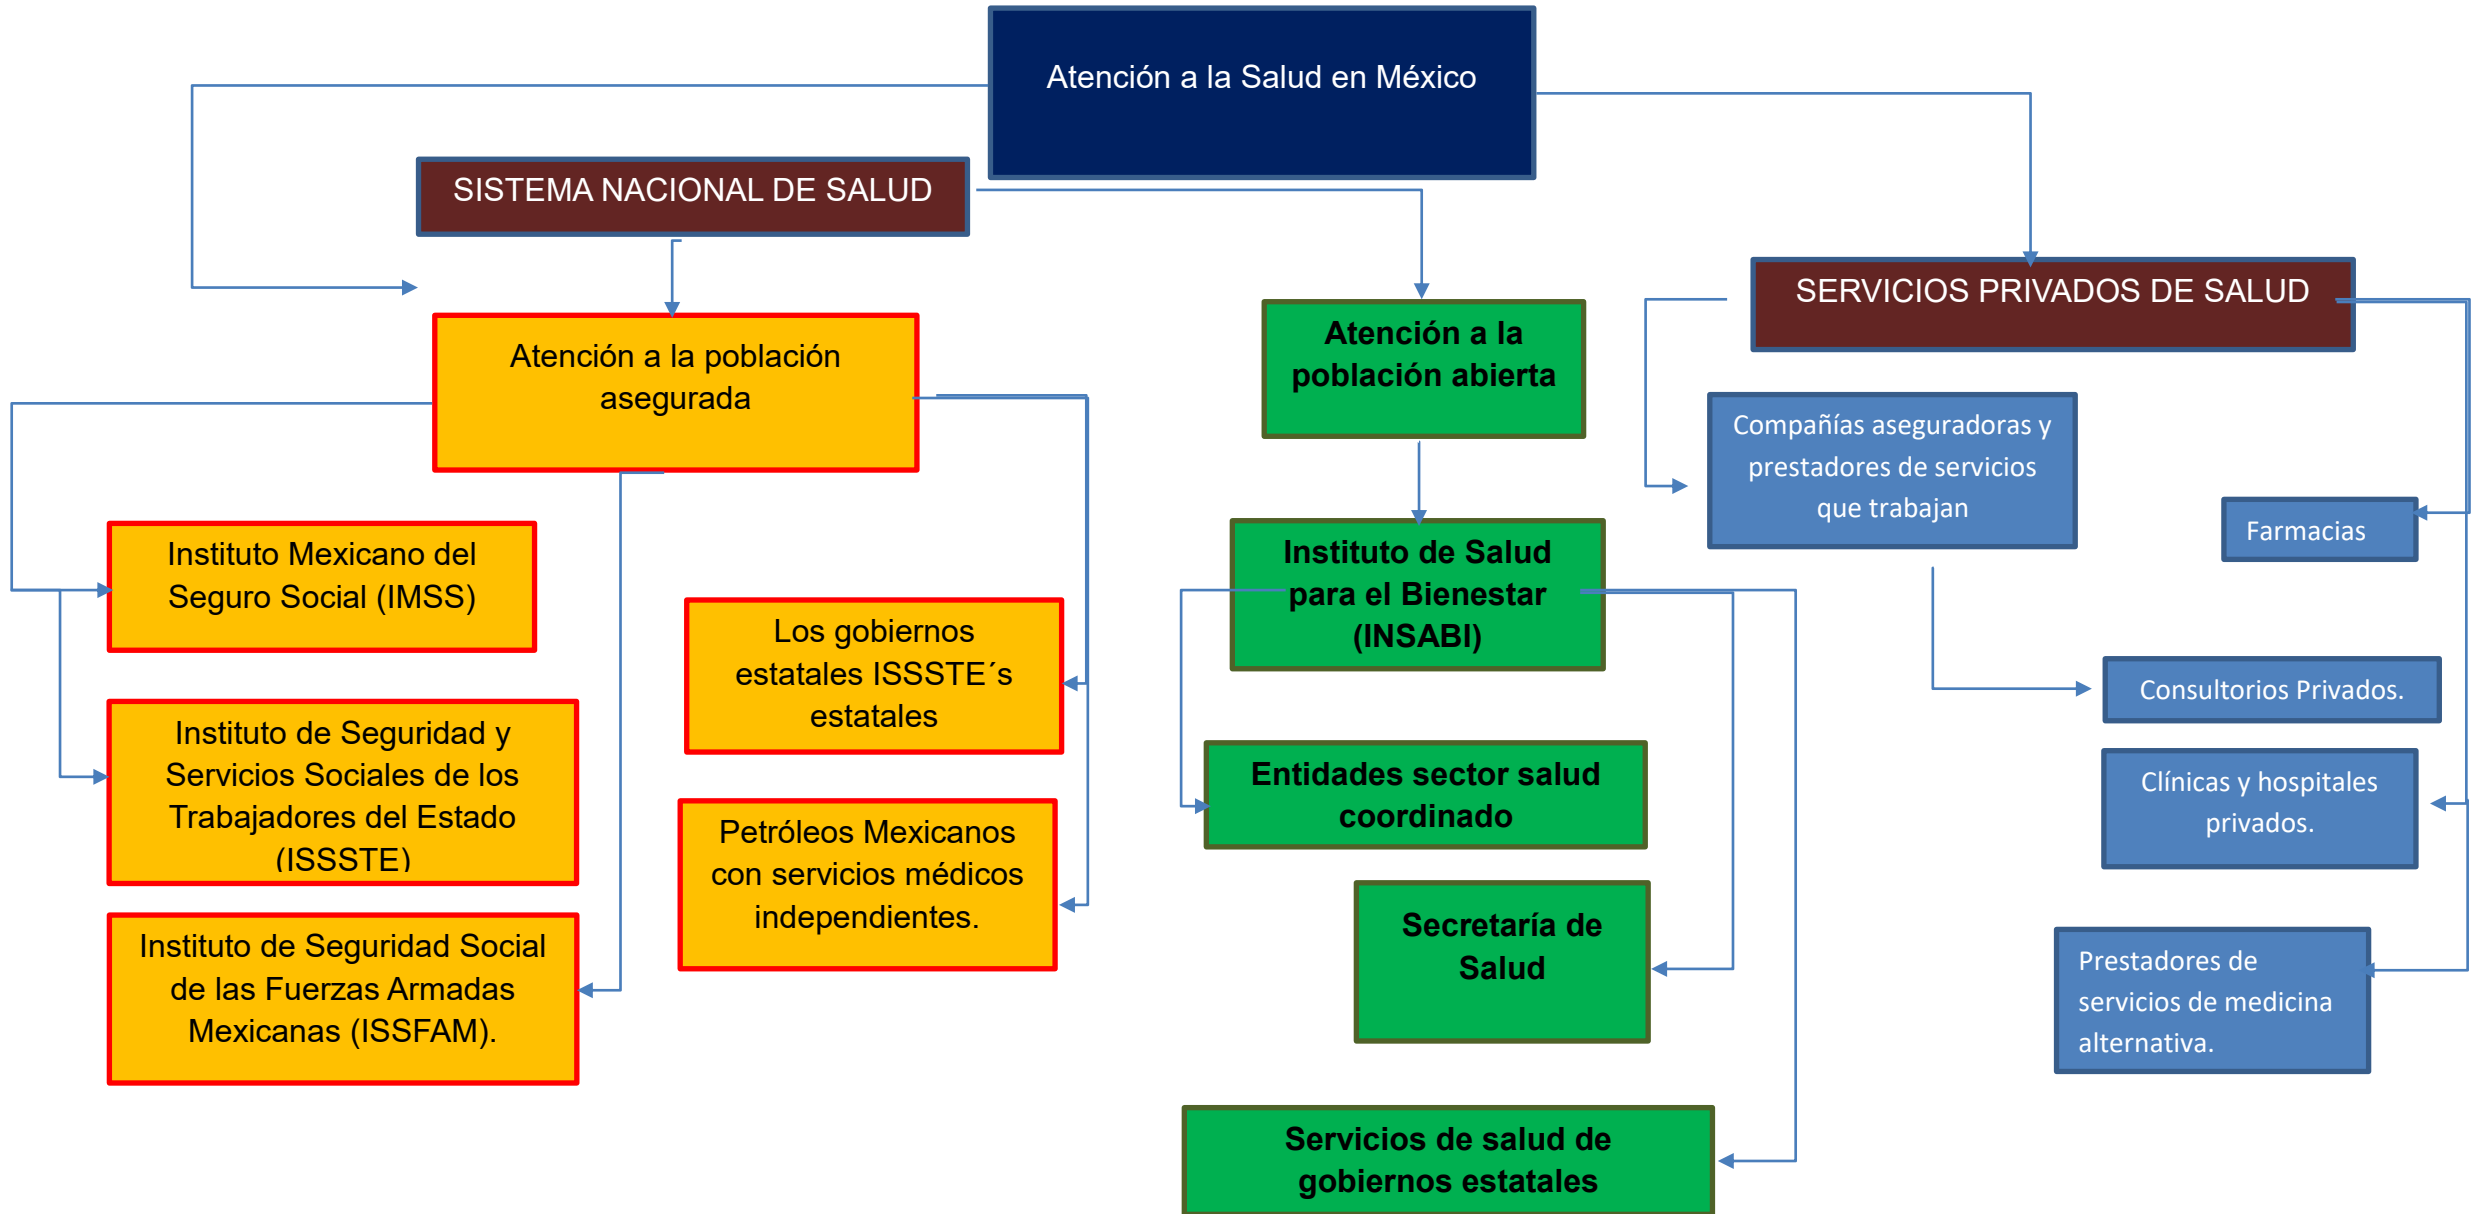 Atención a la Salud en México
SISTEMA NACIONAL DE SALUD
Atención a la población
asegurada
Instituto Mexicano del
Seguro Social (IMSS)
Instituto de Seguridad y
Servicios Sociales de los
Trabajadores del Estado
(ISSSTE)
Instituto de Seguridad Social
de las Fuerzas Armadas
Mexicanas (ISSFAM).
Los gobiernos
estatales ISSSTE´s
estatales
Petróleos Mexicanos
con servicios médicos
independientes.
Atención a la
población abierta
Instituto de Salud
para el Bienestar
(INSABI)
Entidades sector salud
coordinado
Secretaría de
Salud
Servicios de salud de
gobiernos estatales
SERVICIOS PRIVADOS DE SALUD
Compañías aseguradoras y
prestadores de servicios
que trabajan
Farmacias
Consultorios Privados.
Clínicas y hospitales
privados.
Prestadores de
servicios de medicina
alternativa.